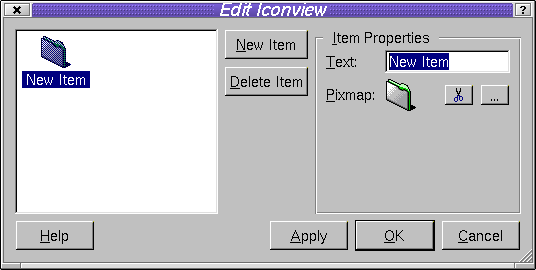 Edit Iconview
?
New Item
New Item
Delete Item
Item Properties
Text: New Item
Pixmap: ...
Help
Apply
OK
Cancel